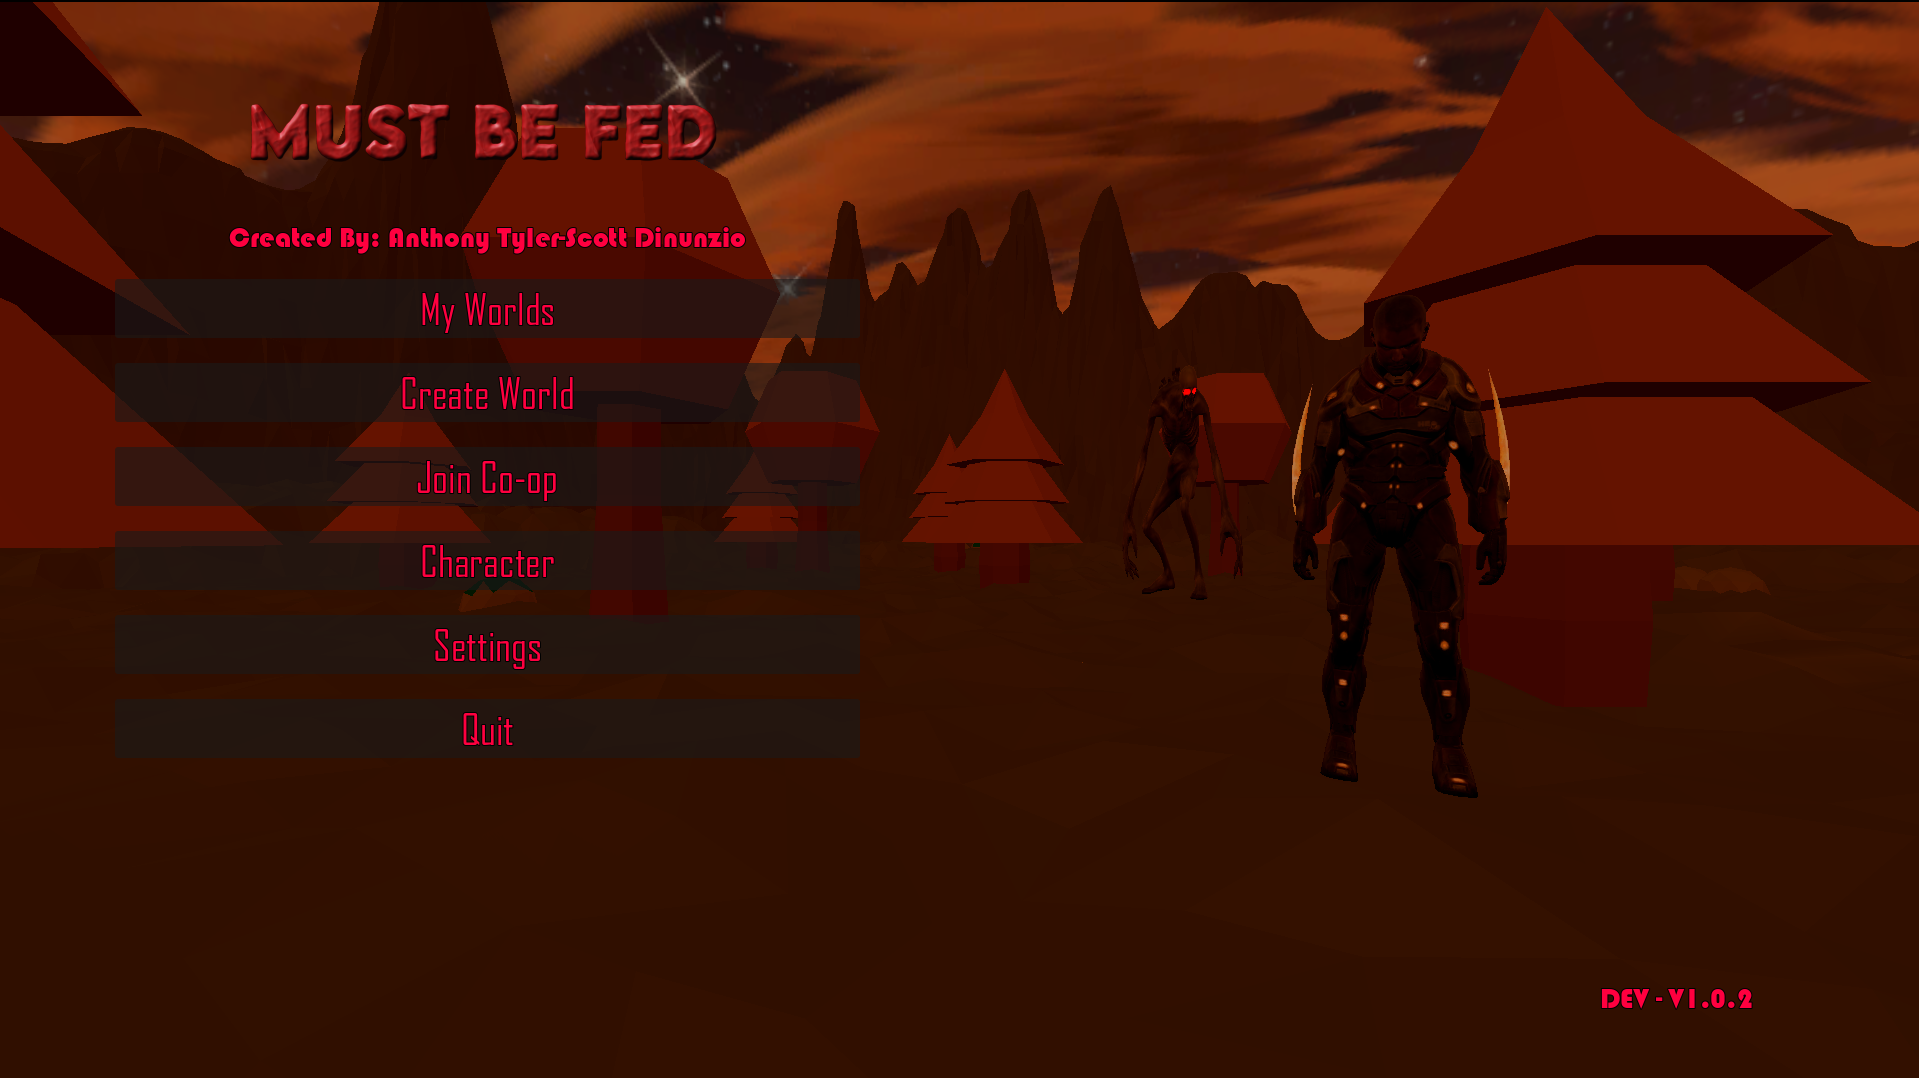 MUST BE FED
Created By: Anthony Tyler-Scott Dinunzio
My Worlds
Create World
Join Co-op
Character
Settings
Quit
DEV - V1.0.2